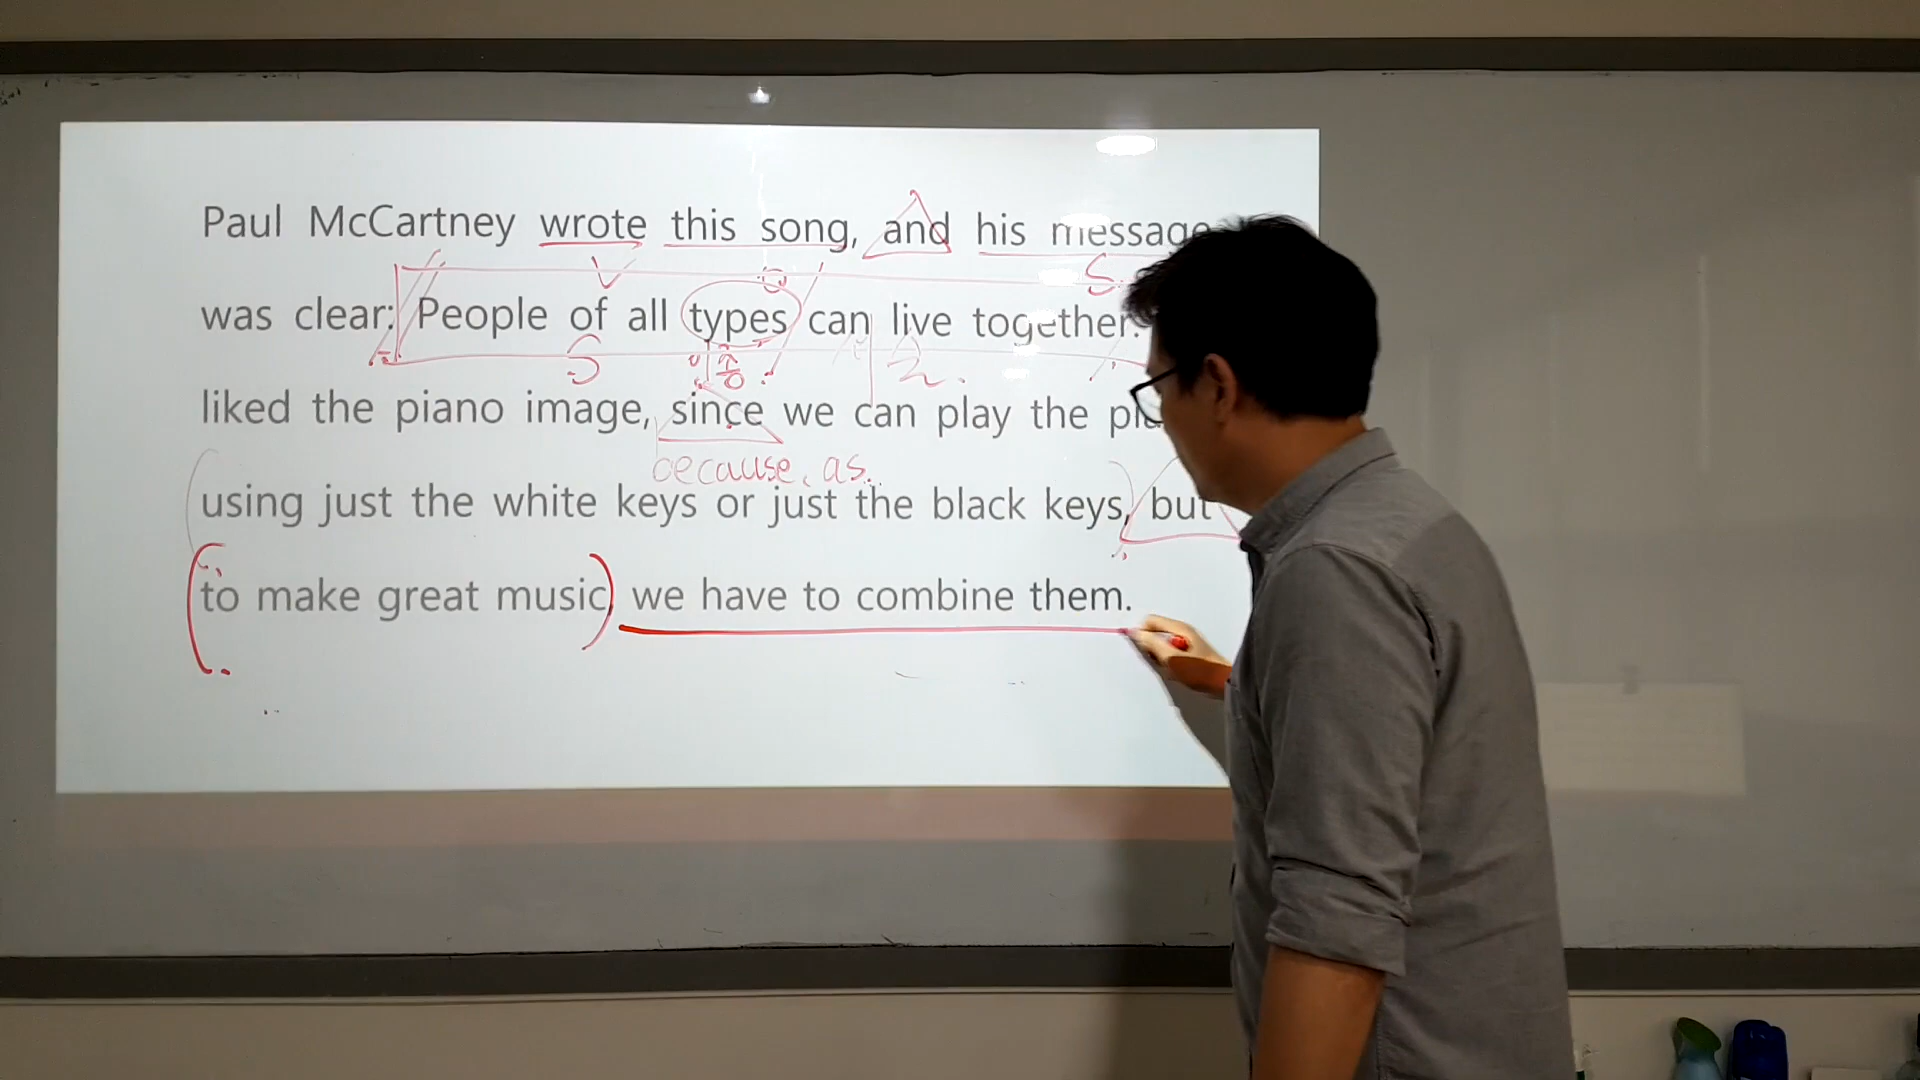 Paul McCartney wrote this song, and his message
S
V
was clear: People of all types can live together.
S
liked the piano image, since we can play the
because, as
using just the white keys or just the black keys, but
to make great music, we have to combine them.